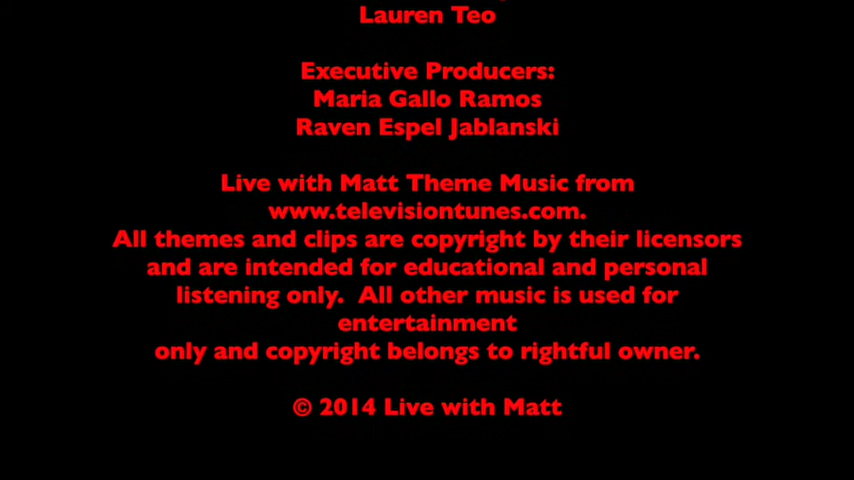 Lauren Teo
Executive Producers:
Maria Gallo Ramos
Raven Espel Jablanski
Live with Matt Theme Music from
www.televisiontunes.com.
All themes and clips are copyright by their licensors
and are intended for educational and personal
listening only.  All other music is used for
entertainment
only and copyright belongs to rightful owner.
© 2014 Live with Matt